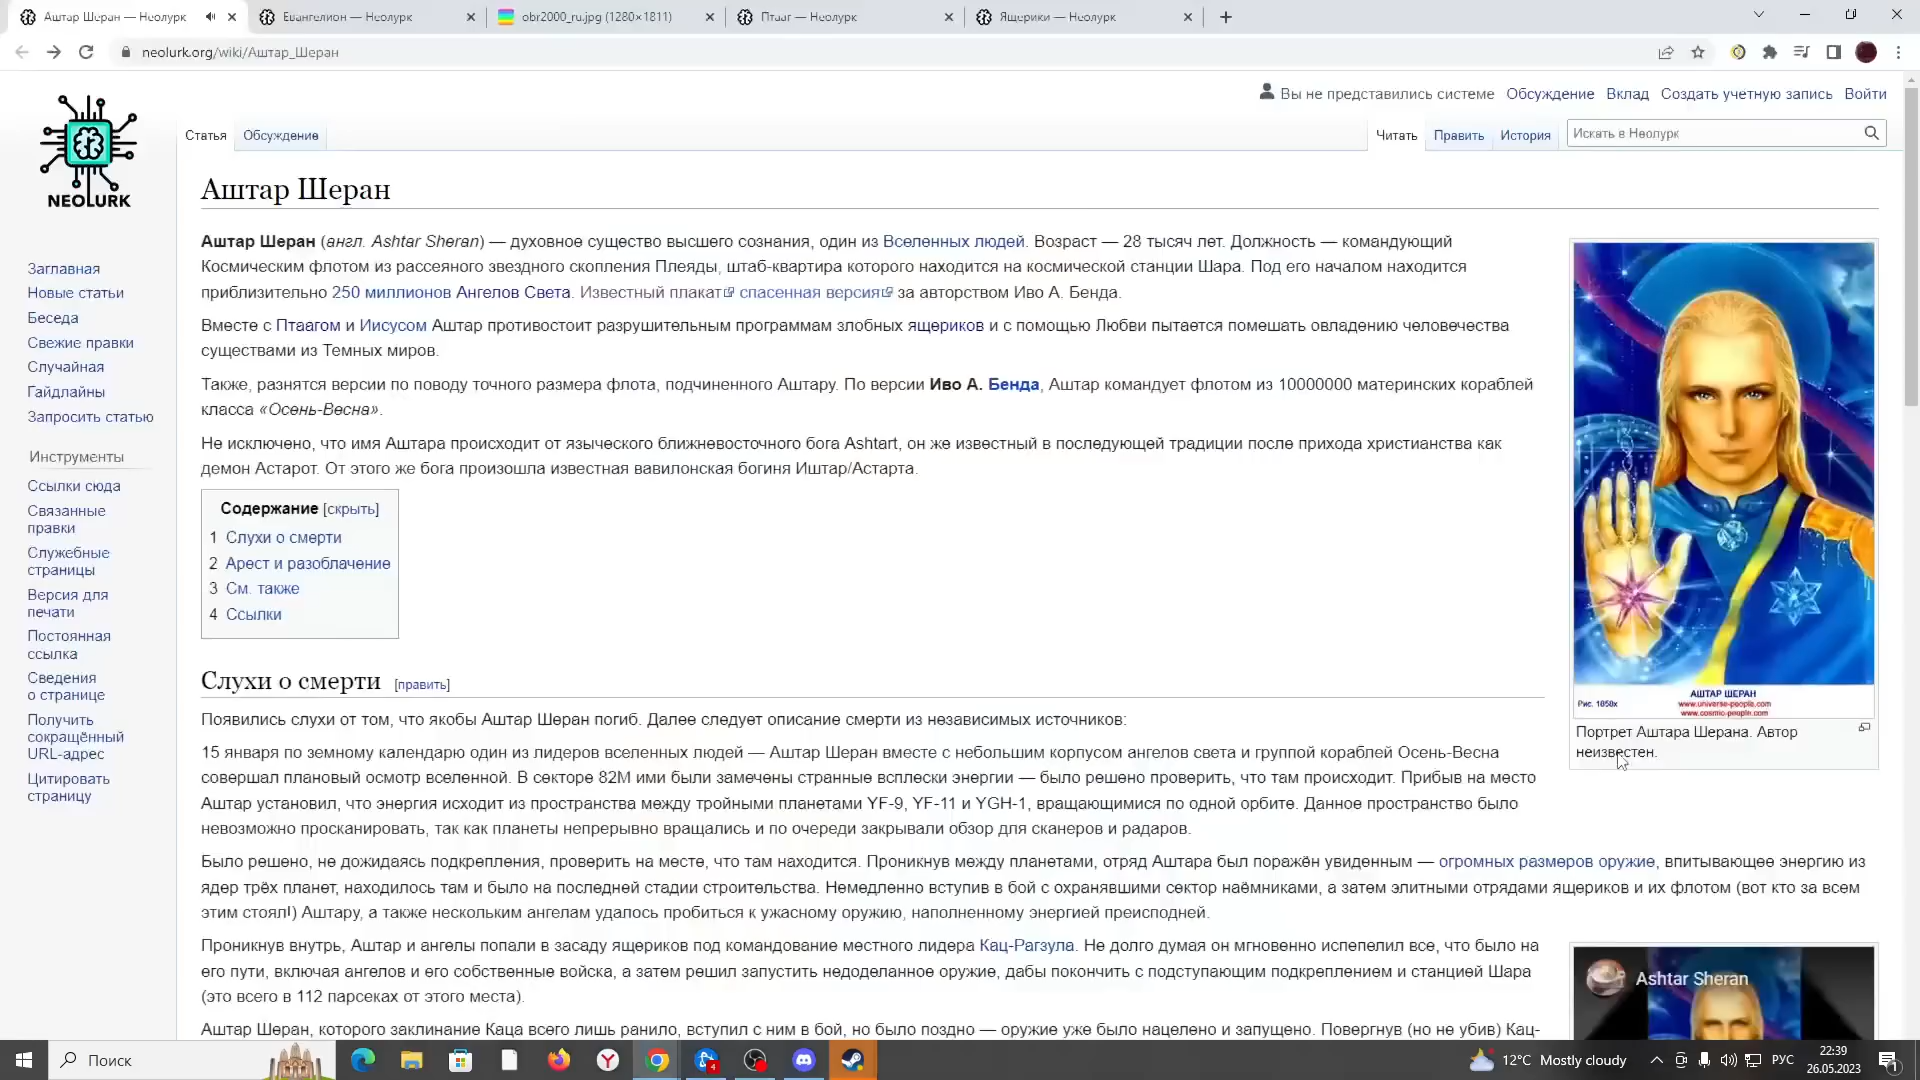 Аштар Шеран — Неолурк
Евангелион — Неолурк
obr2000_ru.jpg (1280×1811)
Птааг — Неолурк
Ящерики — Неолурк
neolurk.org/wiki/Аштар_Шеран
Вы не представились системе Обсуждение Вклад Создать учётную запись Войти
NEOLURK
Статья Обсуждение Читать Править История Искать в Неолурк
Заглавная
Новые статьи
Беседа
Свежие правки
Случайная
Гайдлайны
Запросить статью
Инструменты
Ссылки сюда
Связанные
правки
Служебные
страницы
Версия для
печати
Постоянная
ссылка
Сведения
о странице
Получить
сокращённый
URL-адрес
Цитировать
страницу
Аштар Шеран
Аштар Шеран (англ. Ashtar Sheran) — духовное существо высшего сознания, один из Вселенных людей. Возраст — 28 тысяч лет. Должность — командующий
Космическим флотом из рассеяного звездного скопления Плеяды, штаб-квартира которого находится на космической станции Шара. Под его началом находится
приблизительно 250 миллионов Ангелов Света. Известный плакат спасенная версия за авторством Иво А. Бенда.
Вместе с Птаагом и Иисусом Аштар противостоит разрушительным программам злобных ящериков и с помощью Любви пытается помешать овладению человечества
существами из Темных миров.
Также, разнятся версии по поводу точного размера флота, подчиненного Аштару. По версии Иво А. Бенда, Аштар командует флотом из 10000000 материнских кораблей
класса «Осень-Весна».
Не исключено, что имя Аштара происходит от языческого ближневосточного бога Ashtart, он же известный в последующей традиции после прихода христианства как
демон Астарот. От этого же бога произошла известная вавилонская богиня Иштар/Астарта.
Содержание [скрыть]
1 Слухи о смерти
2 Арест и разоблачение
3 См. также
4 Ссылки
Рис. 1858x
АШТАР ШЕРАН
www.universe-people.com
www.cosmic-people.com
Портрет Аштара Шерана. Автор
неизвестен.
Слухи о смерти [править]
Появились слухи от том, что якобы Аштар Шеран погиб. Далее следует описание смерти из независимых источников:
15 января по земному календарю один из лидеров вселенных людей — Аштар Шеран вместе с небольшим корпусом ангелов света и группой кораблей Осень-Весна
совершал плановый осмотр вселенной. В секторе 82М ими были замечены странные всплески энергии — было решено проверить, что там происходит. Прибыв на место
Аштар установил, что энергия исходит из пространства между тройными планетами YF-9, YF-11 и YGH-1, вращающимися по одной орбите. Данное пространство было
невозможно просканировать, так как планеты непрерывно вращались и по очереди закрывали обзор для сканеров и радаров.
Было решено, не дожидаясь подкрепления, проверить на месте, что там находится. Проникнув между планетами, отряд Аштара был поражён увиденным — огромных размеров оружие, впитывающее энергию из
ядер трёх планет, находилось там и было на последней стадии строительства. Немедленно вступив в бой с охранявшими сектор наёмниками, а затем элитными отрядами ящериков и их флотом (вот кто за всем
этим стоял!) Аштару, а также нескольким ангелам удалось пробиться к ужасному оружию, наполненному энергией преисподней.
Проникнув внутрь, Аштар и ангелы попали в засаду ящериков под командование местного лидера Кац-Рагзула. Не долго думая он мгновенно испепелил все, что было на
его пути, включая ангелов и его собственные войска, а затем решил запустить недоделанное оружие, дабы покончить с подступающим подкреплением и станцией Шара
(это всего в 112 парсеках от этого места).
Аштар Шеран, которого заклинание Каца всего лишь ранило, вступил с ним в бой, но было поздно — оружие уже было нацелено и запущено. Повергнув (но не убив) Кац-
Ashtar Sheran
Поиск
4
12°C Mostly cloudy
РУС
22:39
26.05.2023
1